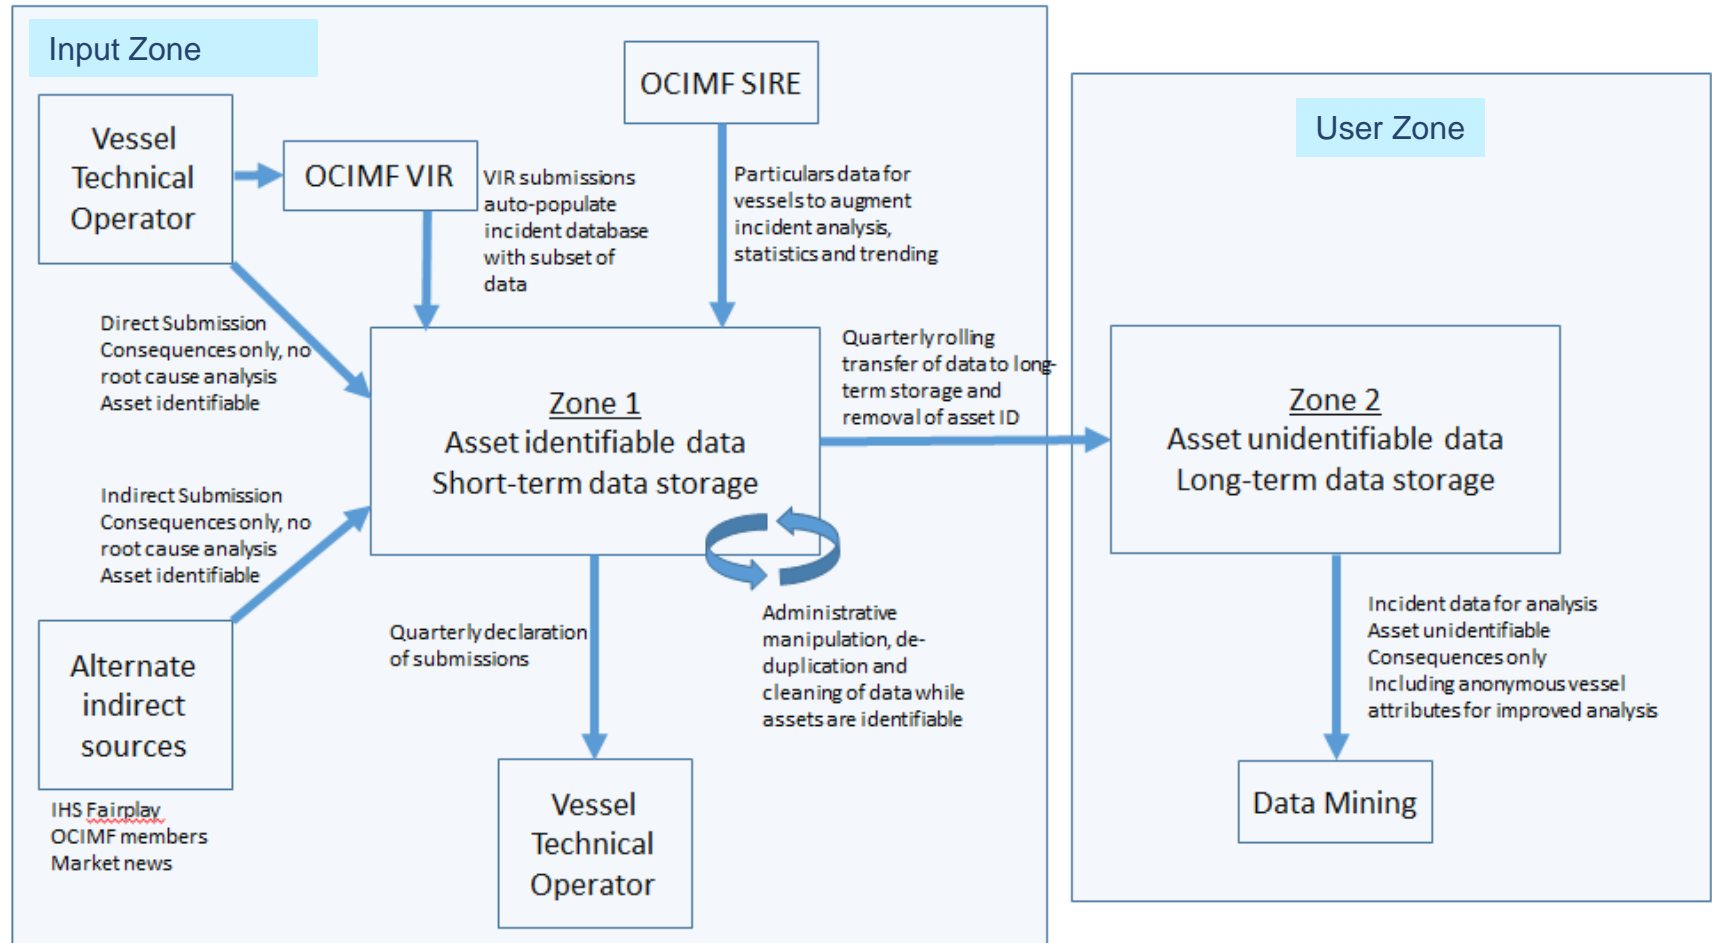 Input Zone
OCIMF SIRE
User Zone
Vessel
Technical
Operator
OCIMF VIR
VIR submissions
auto-populate
incident database
with subset of
data
Particulars data for
vessels to augment
incident analysis,
statistics and trending
Direct Submission
Consequences only, no
root cause analysis
Asset identifiable
Quarterly rolling
transfer of data to long-
term storage and
removal of asset ID
Zone 1
Asset identifiable data
Short-term data storage
Zone 2
Asset unidentifiable data
Long-term data storage
Indirect Submission
Consequences only, no
root cause analysis
Asset identifiable
Quarterly declaration
of submissions
Administrative
manipulation, de-
duplication and
cleaning of data while
assets are identifiable
Incident data for analysis
Asset unidentifiable
Consequences only
Including anonymous vessel
attributes for improved analysis
Alternate
indirect
sources
IHS Fairplay
OCIMF members
Market news
Vessel
Technical
Operator
Data Mining